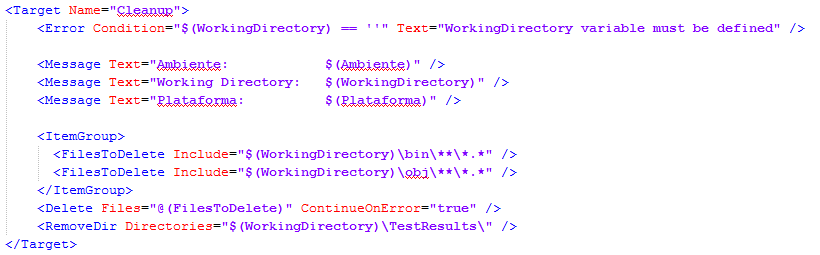 <Target Name="Cleanup">
    <Error Condition="$(WorkingDirectory) == ''" Text="WorkingDirectory variable must be defined" />

    <Message Text="Ambiente:            $(Ambiente)" />
    <Message Text="Working Directory:   $(WorkingDirectory)" />
    <Message Text="Plataforma:          $(Plataforma)" />

    <ItemGroup>
      <FilesToDelete Include="$(WorkingDirectory)\bin\**\*.*" />
      <FilesToDelete Include="$(WorkingDirectory)\obj\**\*.*" />
    </ItemGroup>
    <Delete Files="@(FilesToDelete)" ContinueOnError="true" />
    <RemoveDir Directories="$(WorkingDirectory)\TestResults\" />
</Target>